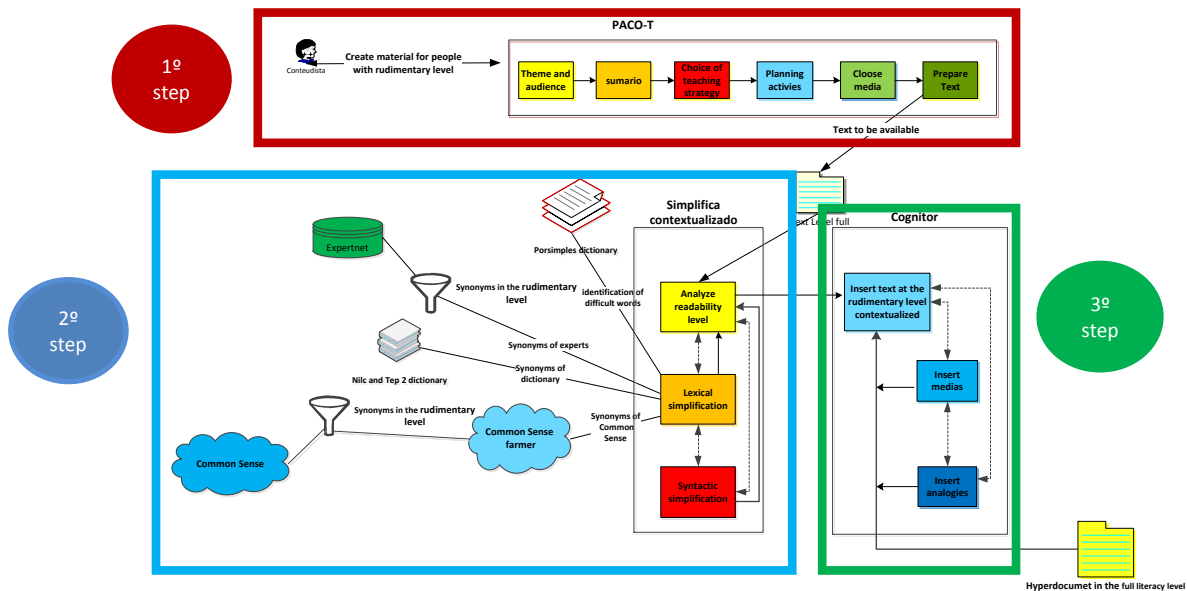 PACO-T
1º
step
Conteudista
Create material for people
with rudimentary level
Theme and
audience
sumario
Choice of
teaching
strategy
Planning
activies
Cloose
media
Prepare
Text
Text to be available
2º
step
Expertnet
Porsimples dictionary
Synonyms in the rudimentary
level
identification of
difficult words
Synonyms of experts
Nilc and Tep 2 dictionary
Synonyms of
dictionary
Synonyms in the rudimentary
level
Common Sense
Common Sense
farmer
Synonyms of
Common
Sense
Simplifica
contextualizado
Analyze
readability
level
Lexical
simplification
Syntactic
simplification
ext Level full
Cognitor
Insert text at the
rudimentary level
contextualized
Insert
medias
Insert
analogies
3º
step
Hyperdocumet in the full literacy level